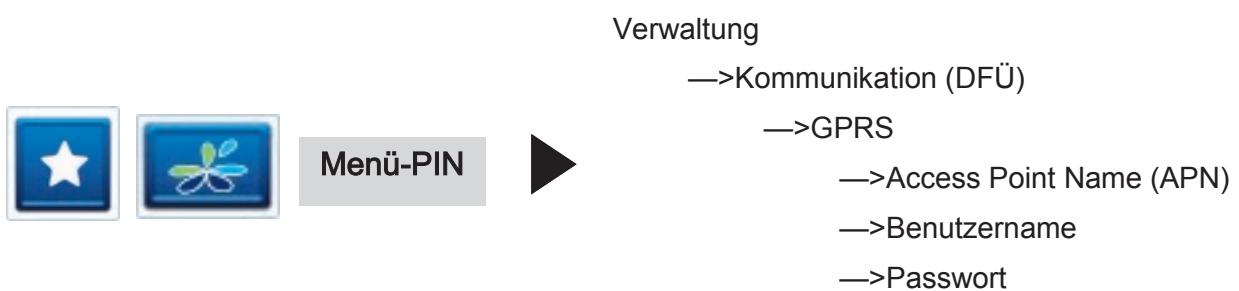 Verwaltung
—>Kommunikation (DFÜ)
—>GPRS
Menü-PIN
—>Access Point Name (APN)
—>Benutzername
—>Passwort